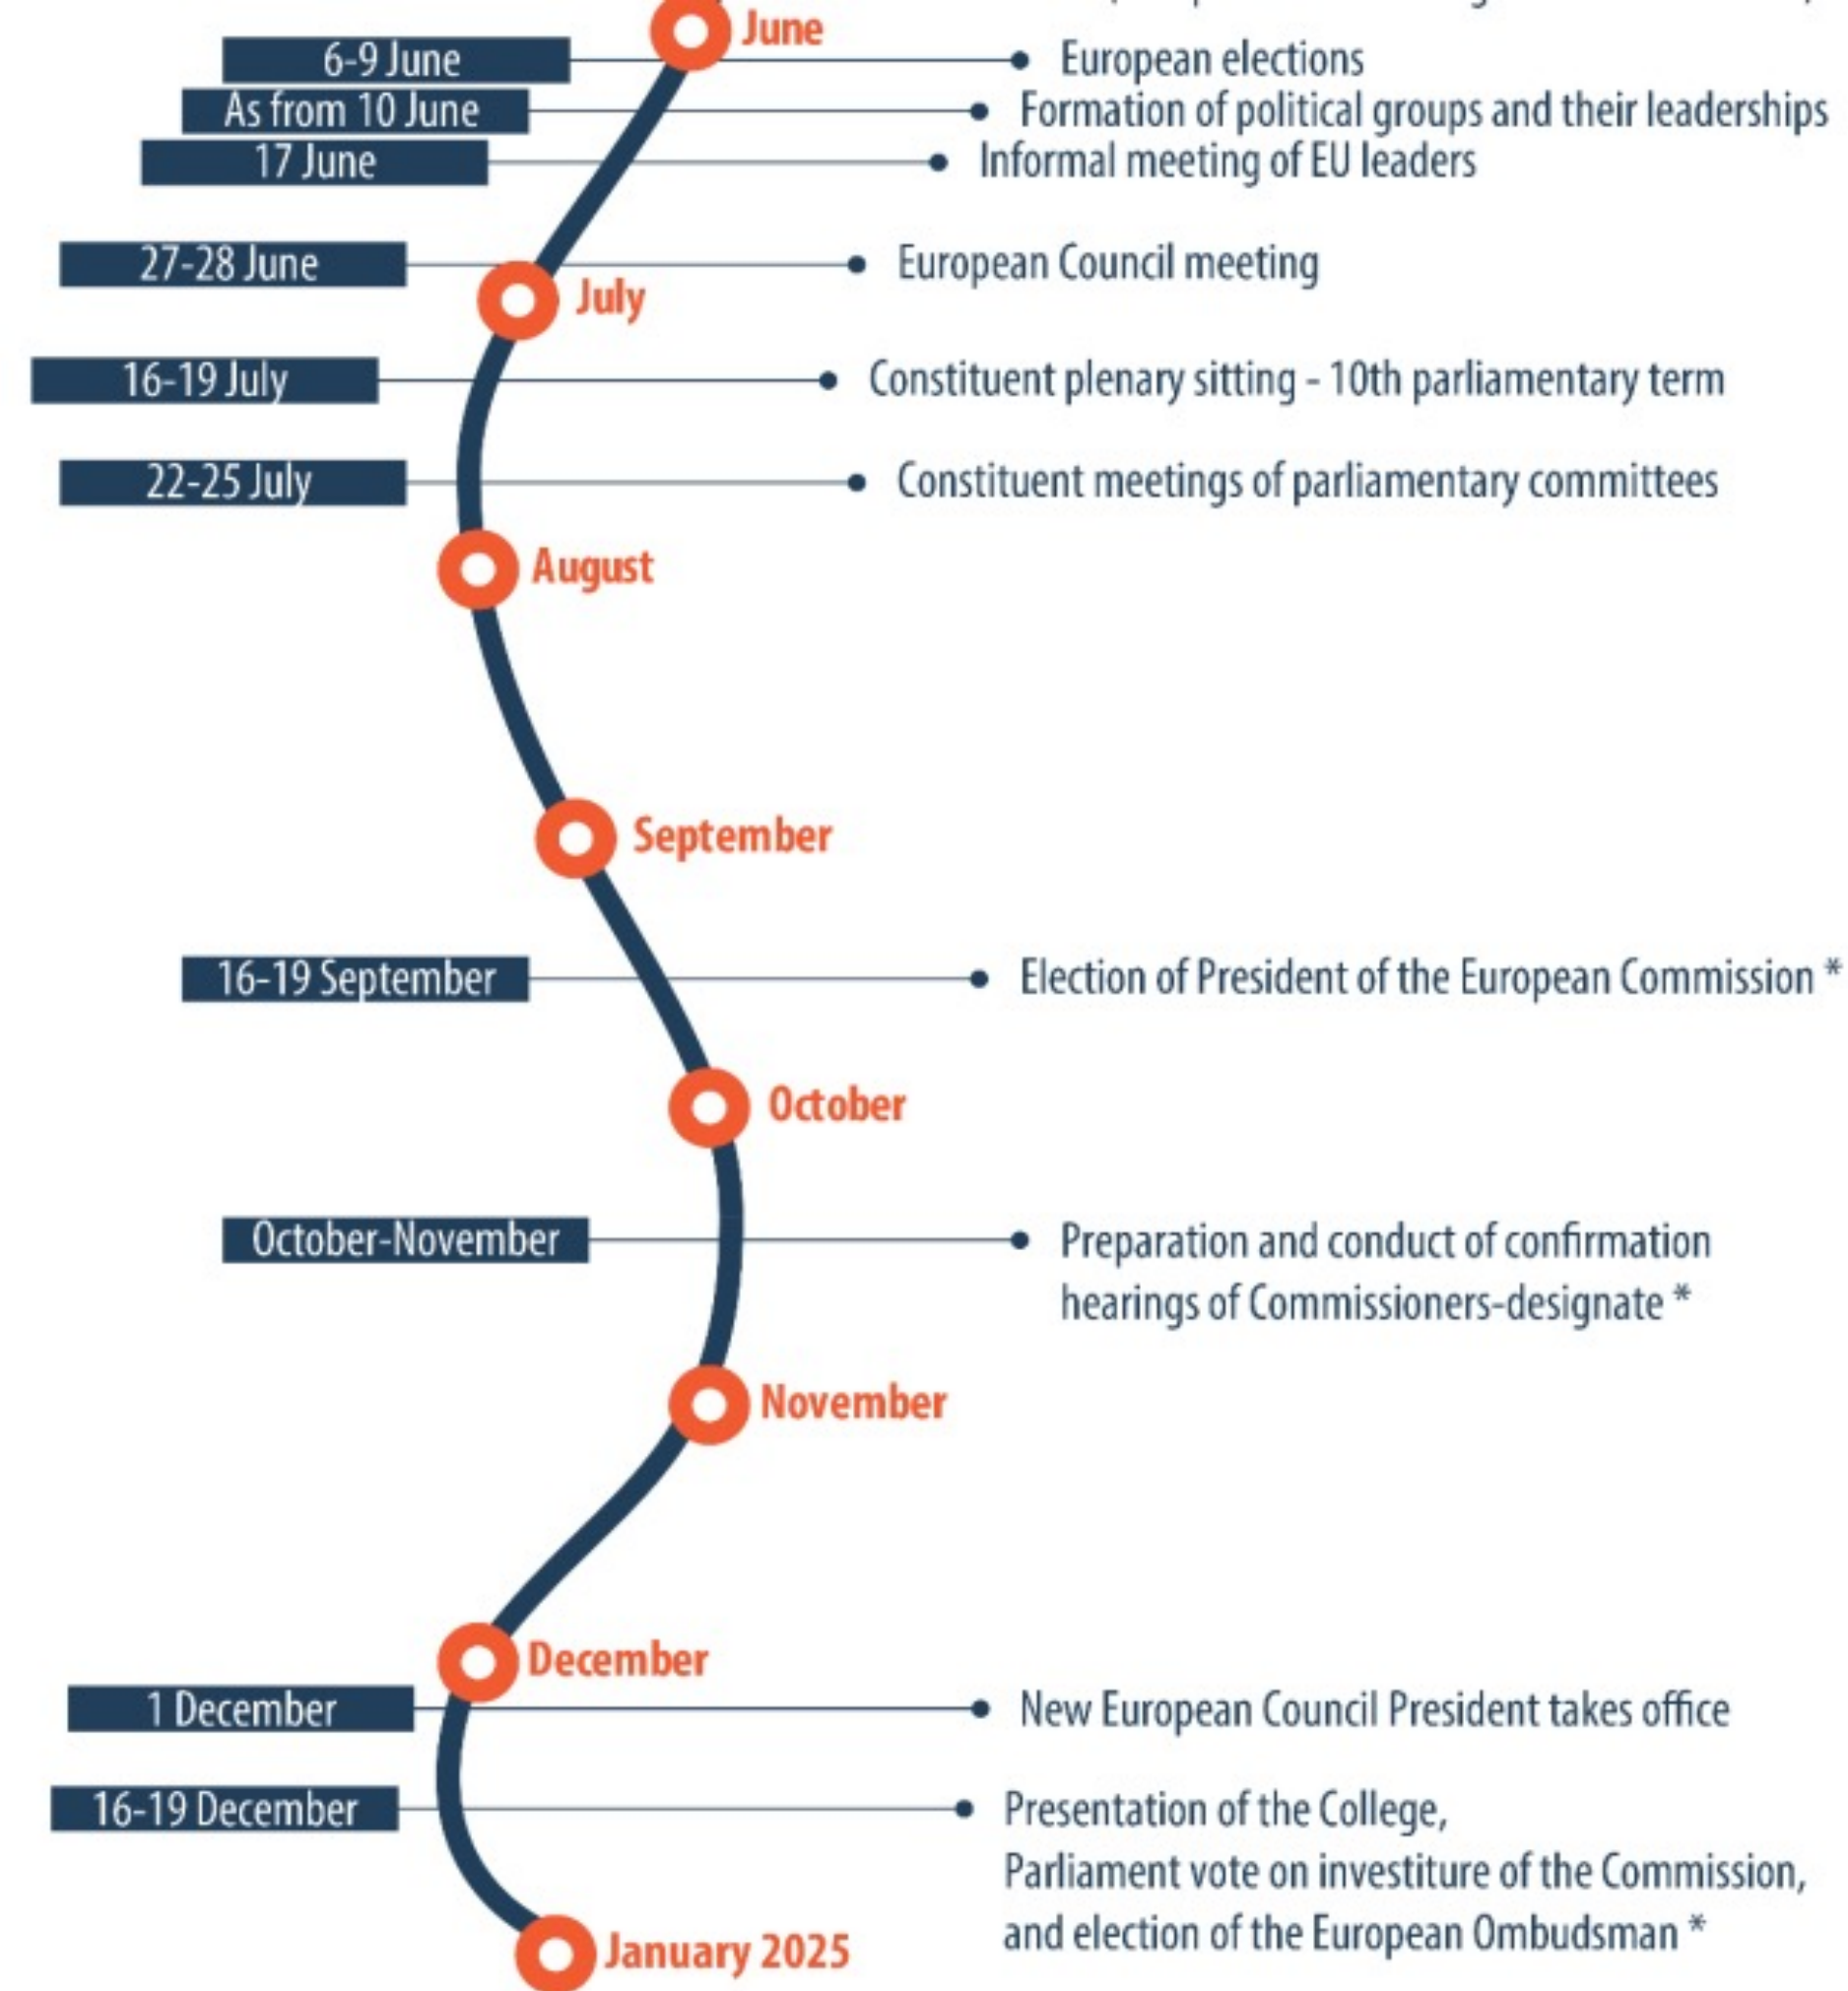 June
6-9 June
European elections
As from 10 June
Formation of political groups and their leaderships
17 June
Informal meeting of EU leaders
27-28 June
European Council meeting
July
16-19 July
Constituent plenary sitting - 10th parliamentary term
22-25 July
Constituent meetings of parliamentary committees
August
September
16-19 September
Election of President of the European Commission *
October
October-November
Preparation and conduct of confirmation
hearings of Commissioners-designate *
November
December
1 December
New European Council President takes office
16-19 December
Presentation of the College,
Parliament vote on investiture of the Commission,
and election of the European Ombudsman *
January 2025